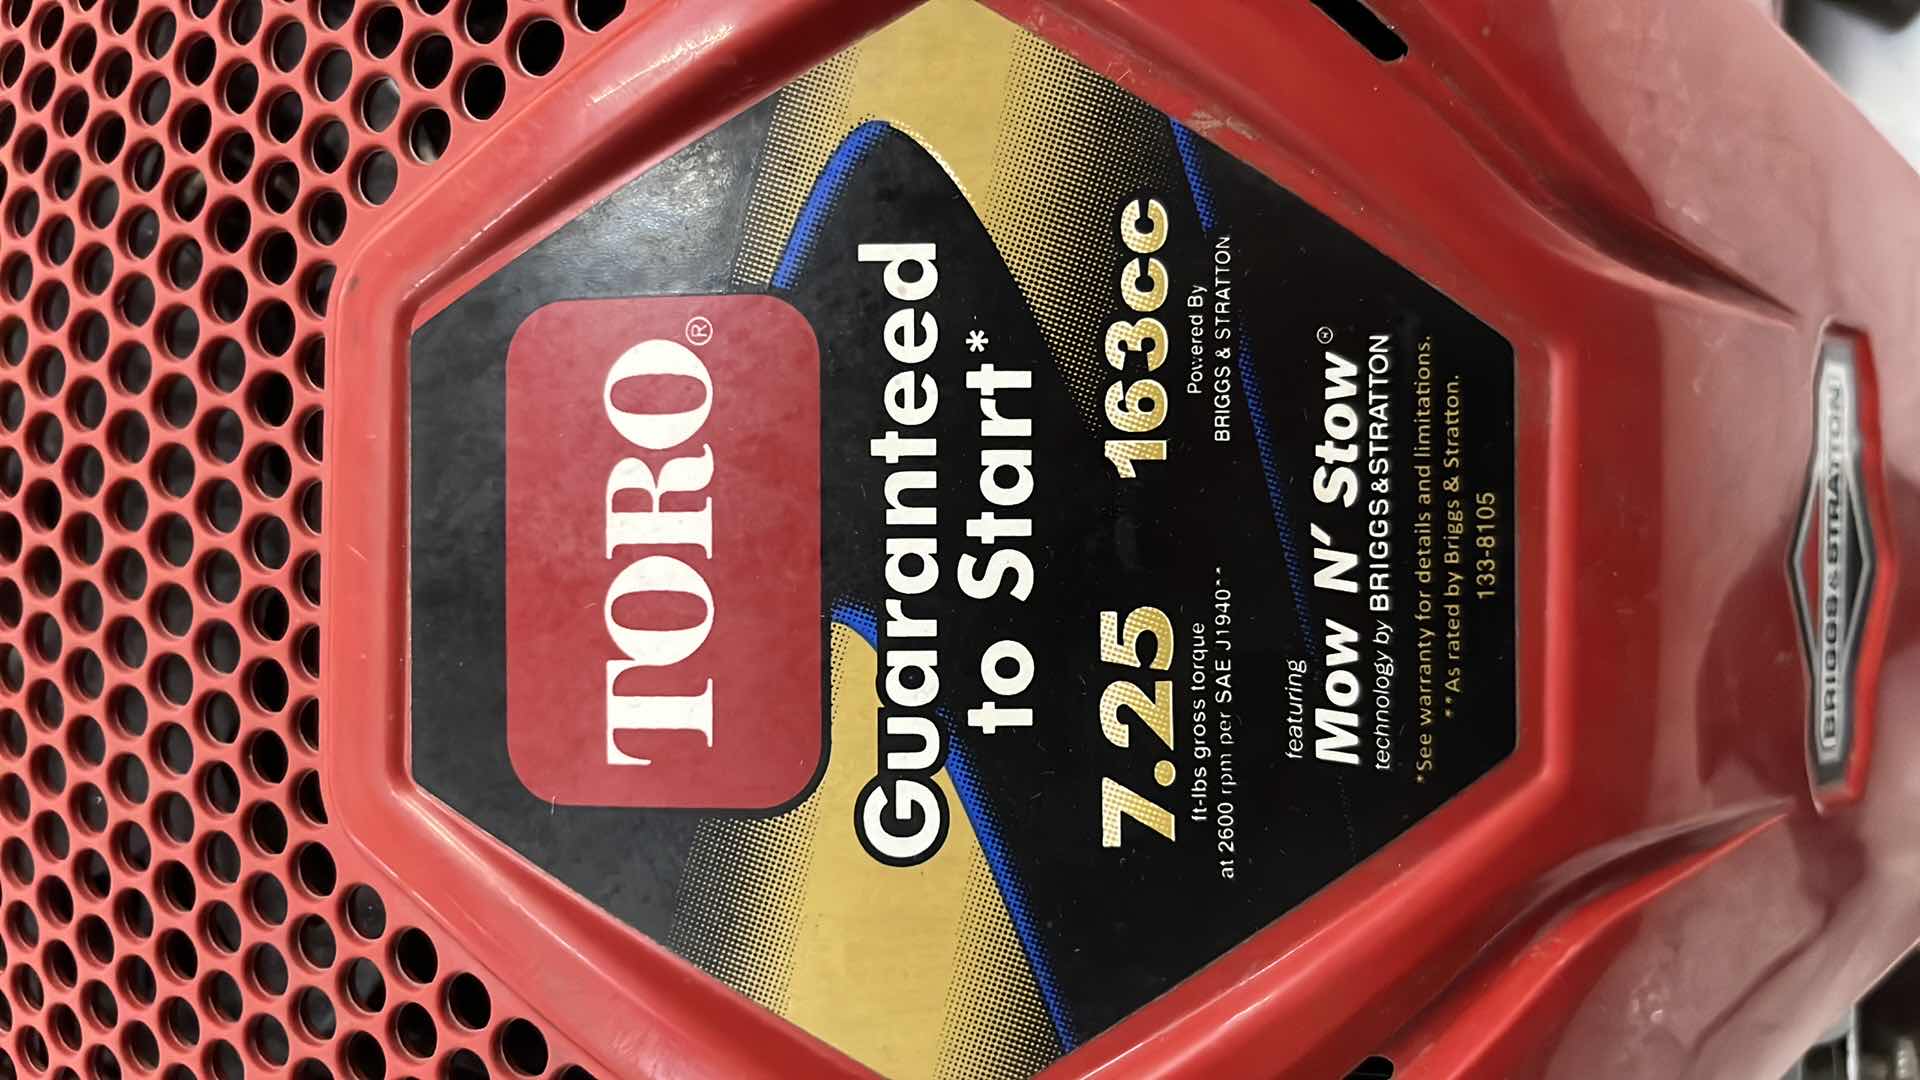 TORO®
Guaranteed
to Start*
7.25
ft-lbs gross torque
at 2600 rpm per SAE J1940**
163cc
Powered By
BRIGGS & STRATTON
featuring
Mow N' Stow®
technology by BRIGGS&STRATTON
*See warranty for details and limitations.
**As rated by Briggs & Stratton.
133-8105
BRIGGS&STRATTON